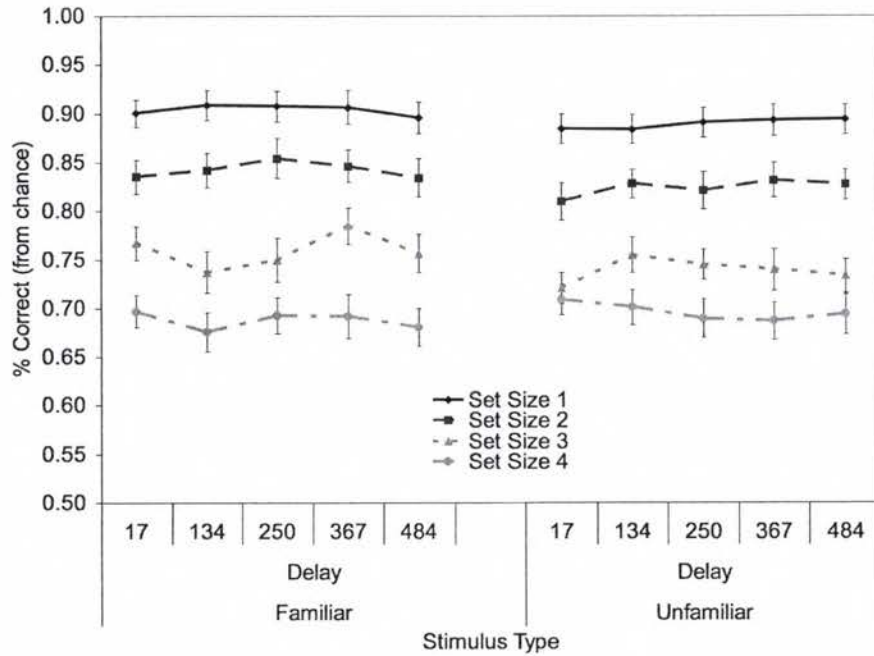 1.00
0.95
0.90
0.85
0.80
0.75
0.70
0.65
0.60
0.55
0.50
% Correct (from chance)
Set Size 1
Set Size 2
Set Size 3
Set Size 4
17 134 250 367 484 17 134 250 367 484
Delay Delay
Familiar Unfamiliar
Stimulus Type